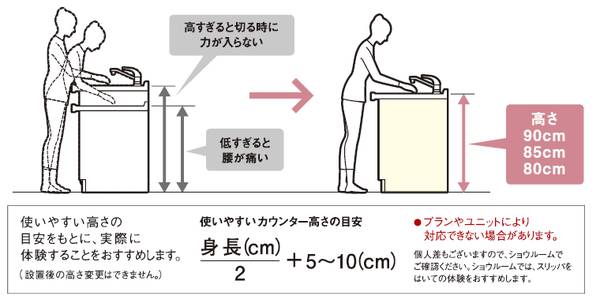 高すぎると切る時に
力が入らない
低すぎると
腰が痛い
高さ
90cm
85cm
80cm
使いやすい高さの
目安をもとに、実際に
体験することをおすすめします。
(設置後の高さ変更はできません。)
使いやすいカウンター高さの目安
身長(cm)
2
+5〜10(cm)
●プランやユニットにより
対応できない場合があります。
個人差もございますので、ショウルームで
ご確認ください。ショウルームでは、スリッパを
はいての体験をおすすめします。